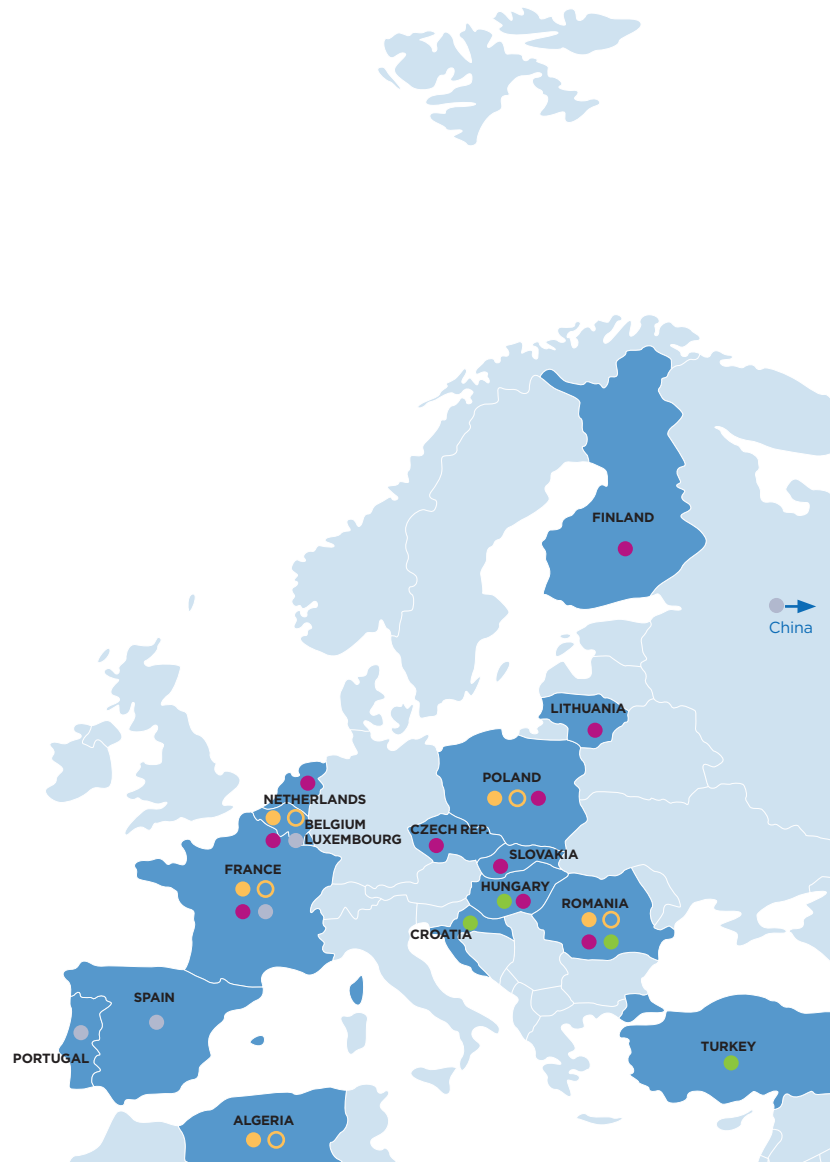 FINLAND
China
LITHUANIA
POLAND
NETHERLANDS
BELGIUM
LUXEMBOURG
CZECH REP.
SLOVAKIA
FRANCE
HUNGARY
ROMANIA
CROATIA
SPAIN
TURKEY
PORTUGAL
ALGERIA